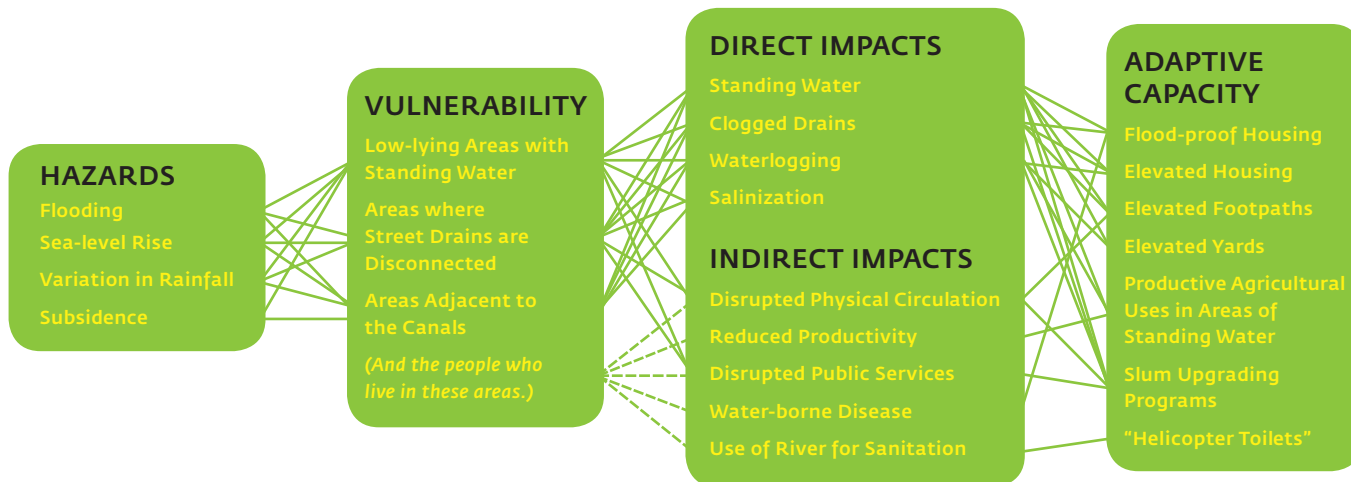 HAZARDS
Flooding
Sea-level Rise
Variation in Rainfall
Subsidence
VULNERABILITY
Low-lying Areas with
Standing Water
Areas where
Street Drains are
Disconnected
Areas Adjacent to
the Canals
(And the people who
live in these areas.)
DIRECT IMPACTS
Standing Water
Clogged Drains
Waterlogging
Salinization
INDIRECT IMPACTS
Disrupted Physical Circulation
Reduced Productivity
Disrupted Public Services
Water-borne Disease
Use of River for Sanitation
ADAPTIVE
CAPACITY
Flood-proof Housing
Elevated Housing
Elevated Footpaths
Elevated Yards
Productive Agricultural
Uses in Areas of
Standing Water
Slum Upgrading
Programs
“Helicopter Toilets”